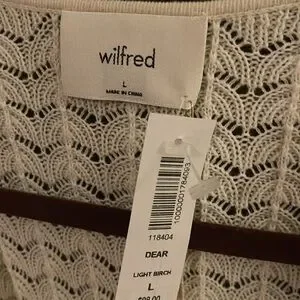 wilfred
L
MADE IN CHINA
118404
DEAR
LIGHT BIRCH
L